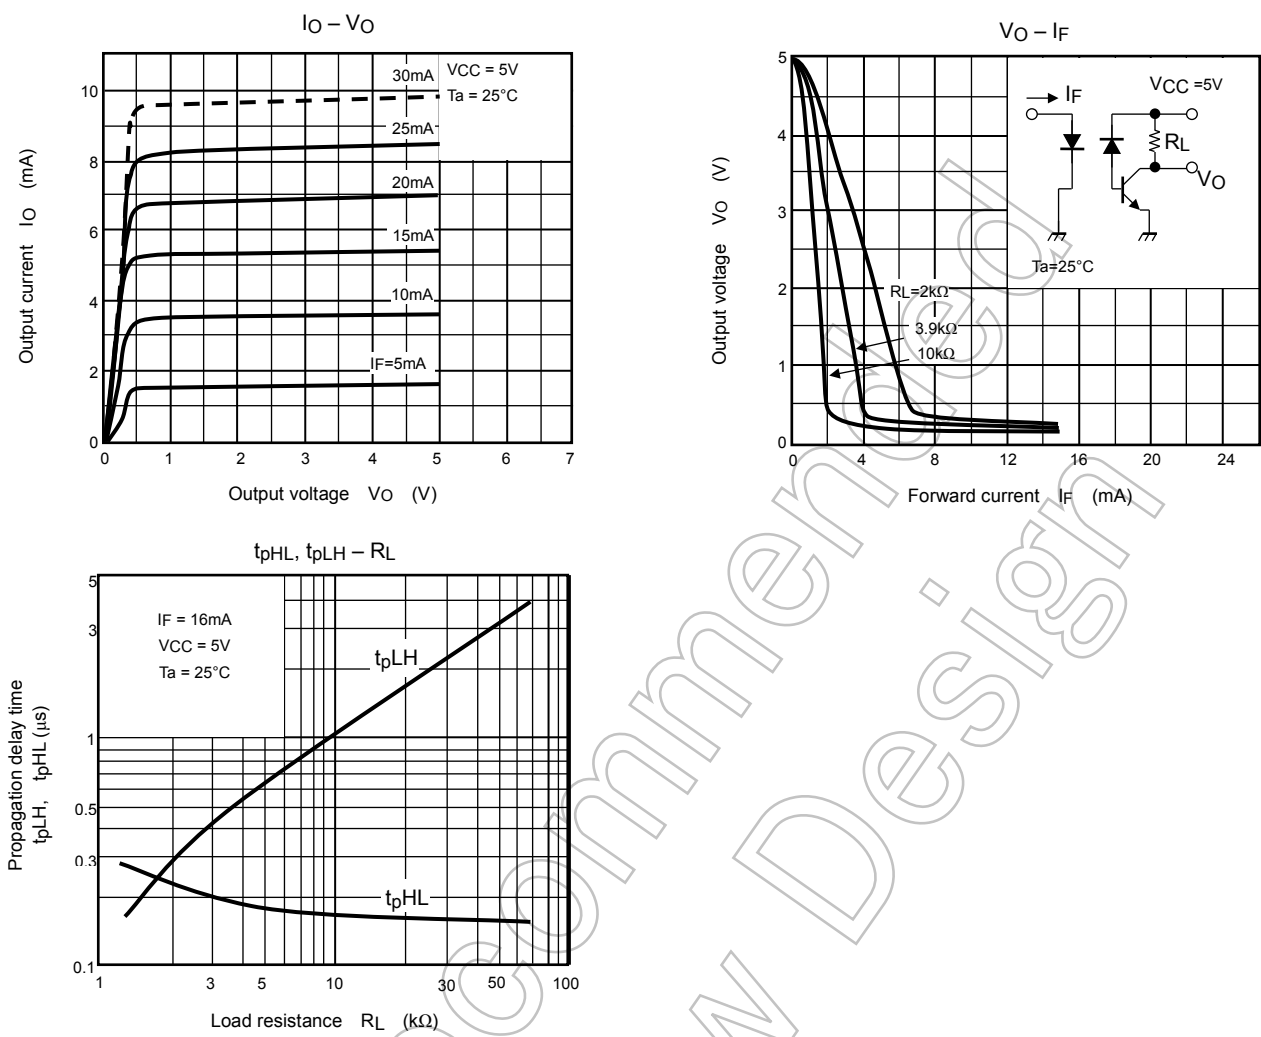 IO – VO
VCC = 5V
Ta = 25°C
30mA
25mA
20mA
15mA
10mA
IF=5mA
10
8
6
4
2
0
0 1 2 3 4 5 6 7
Output current IO (mA)
Output voltage VO (V)
VO – IF
IF
VCC =5V
RL
VO
Ta=25°C
RL=2kΩ
3.9kΩ
10kΩ
5
4
3
2
1
0
0 4 8 12 16 20 24
Output voltage VO (V)
Forward current IF (mA)
tpHL, tpLH – RL
IF = 16mA
VCC = 5V
Ta = 25°C
tpLH
tpHL
5
3
1
0.5
0.3
0.1
1 3 5 10 30 50 100
Propagation delay time
tpLH, tpHL (μs)
Load resistance RL (kΩ)